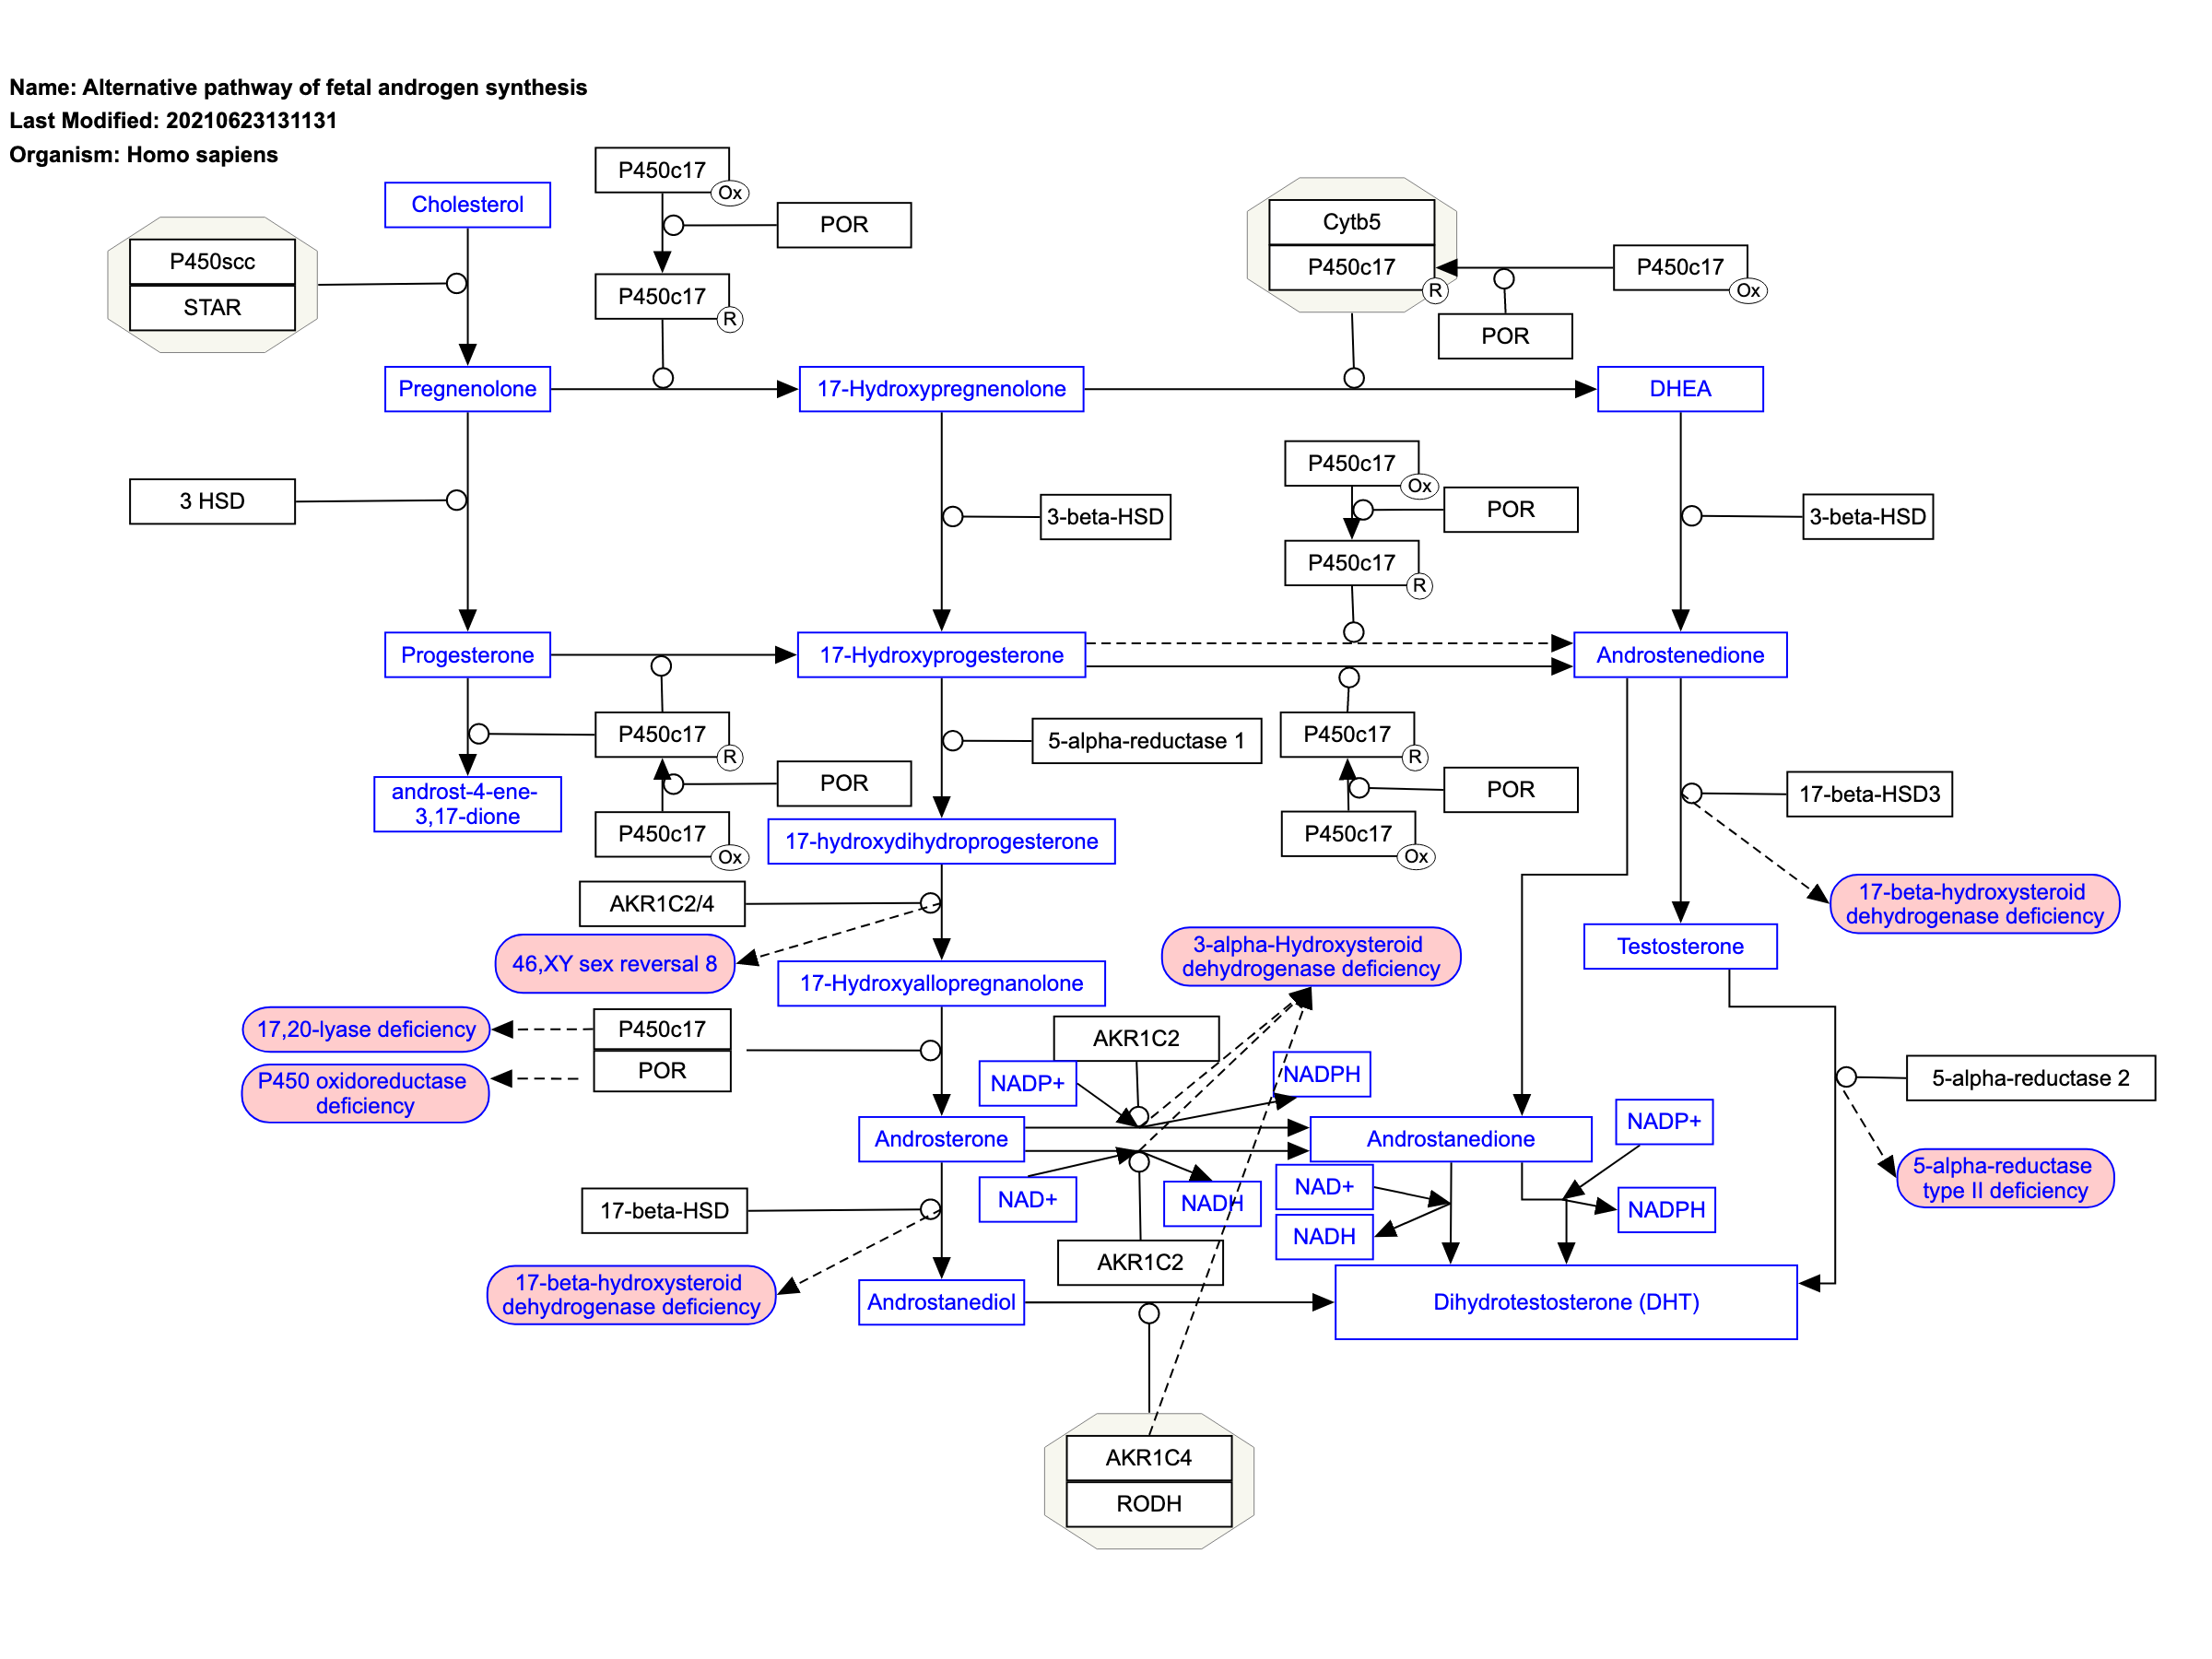 Name: Alternative pathway of fetal androgen synthesis
Last Modified: 20210623131131
Organism: Homo sapiens
P450c17
Ox
Cholesterol
POR
Cytb5
P450c17
R
P450c17
Ox
P450scc
STAR
P450c17
R
POR
Pregnenolone
17-Hydroxypregnenolone
DHEA
P450c17
Ox
3 HSD
3-beta-HSD
POR
3-beta-HSD
P450c17
R
Progesterone
17-Hydroxyprogesterone
Androstenedione
P450c17
R
5-alpha-reductase 1
P450c17
R
androst-4-ene-
3,17-dione
POR
POR
17-beta-HSD3
P450c17
Ox
17-hydroxydihydroprogesterone
P450c17
Ox
AKR1C2/4
17-beta-hydroxysteroid
dehydrogenase deficiency
46,XY sex reversal 8
3-alpha-Hydroxysteroid
dehydrogenase deficiency
Testosterone
17-Hydroxyallopregnanolone
17,20-lyase deficiency
P450c17
POR
AKR1C2
P450 oxidoreductase
deficiency
NADP+
NADPH
5-alpha-reductase 2
Androsterone
Androstanedione
NADP+
5-alpha-reductase
type II deficiency
NAD+
NADH
NAD+
NADH
NADPH
17-beta-HSD
AKR1C2
17-beta-hydroxysteroid
dehydrogenase deficiency
Androstanediol
Dihydrotestosterone (DHT)
AKR1C4
RODH